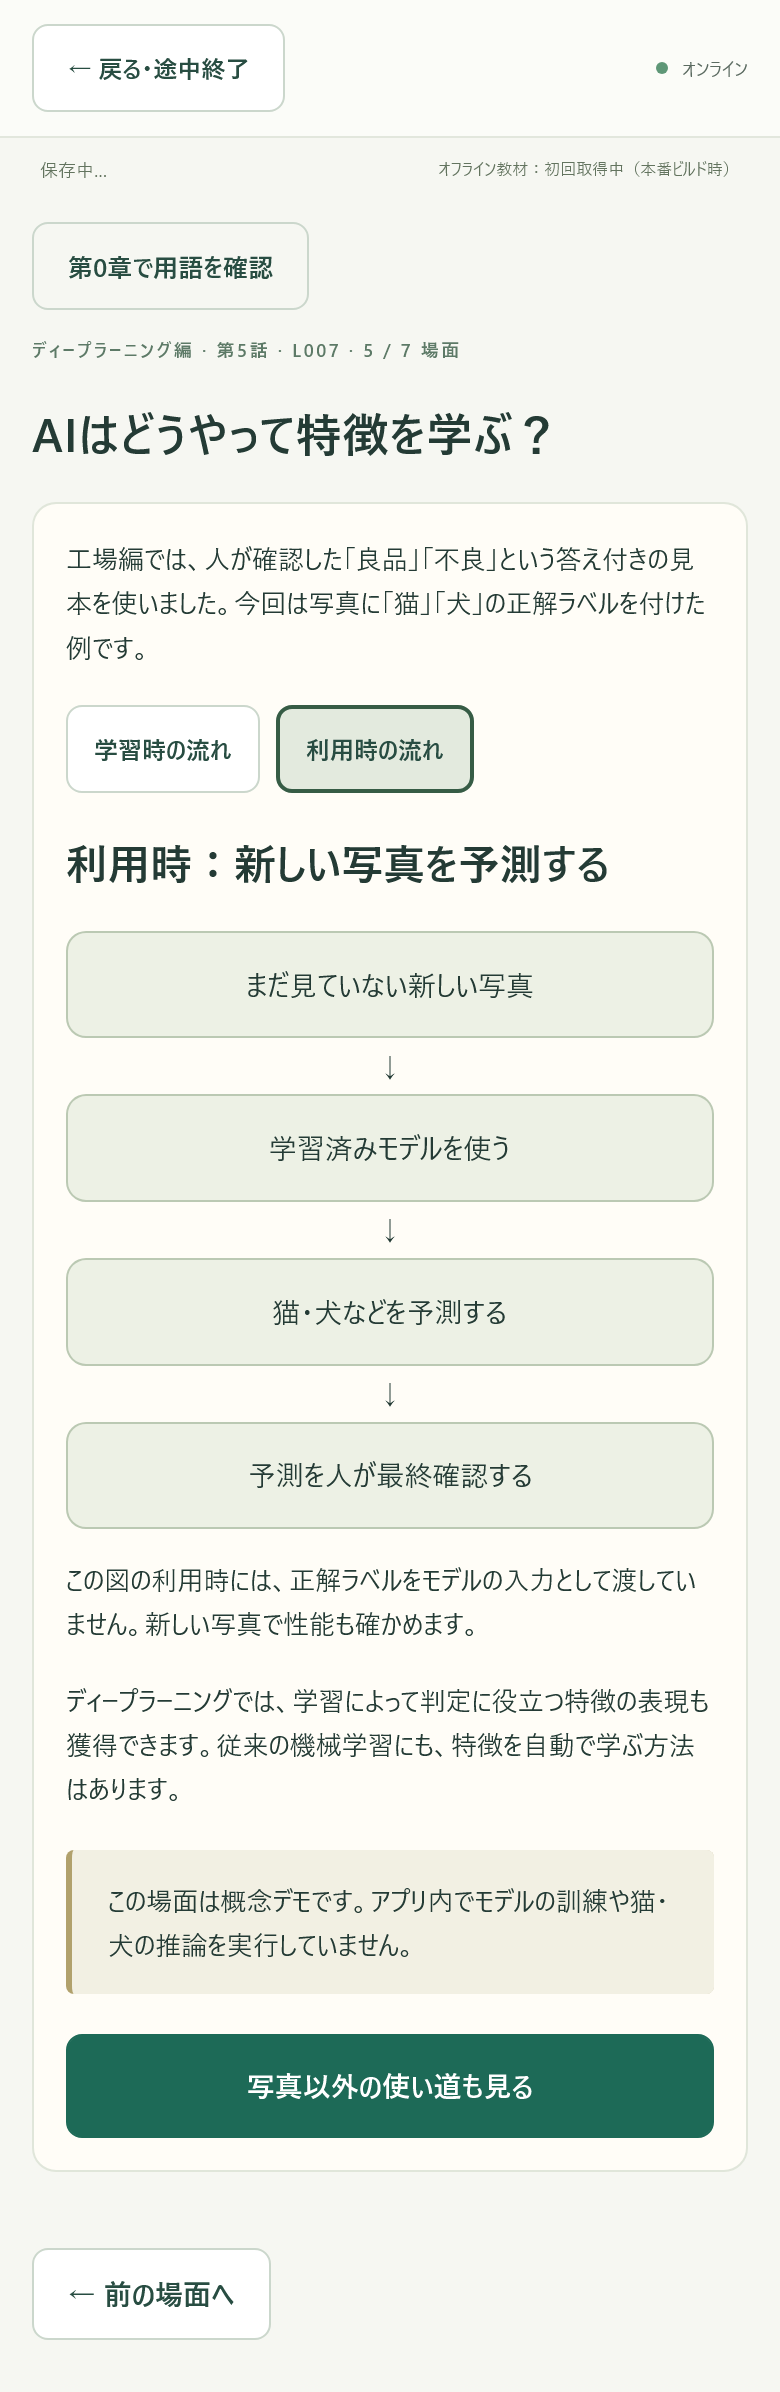 ← 戻る・途中終了
オンライン
保存中…
オフライン教材：初回取得中（本番ビルド時）
第0章で用語を確認
ディープラーニング編 · 第5話 · L007 · 5 / 7 場面
AIはどうやって特徴を学ぶ？
工場編では、人が確認した「良品」「不良」という答え付きの見
本を使いました。今回は写真に「猫」「犬」の正解ラベルを付けた
例です。
学習時の流れ
利用時の流れ
利用時：新しい写真を予測する
まだ見ていない新しい写真
↓
学習済みモデルを使う
↓
猫・犬などを予測する
↓
予測を人が最終確認する
この図の利用時には、正解ラベルをモデルの入力として渡してい
ません。新しい写真で性能も確かめます。
ディープラーニングでは、学習によって判定に役立つ特徴の表現も
獲得できます。従来の機械学習にも、特徴を自動で学ぶ方法
はあります。
この場面は概念デモです。アプリ内でモデルの訓練や猫・
犬の推論を実行していません。
写真以外の使い道も見る
← 前の場面へ